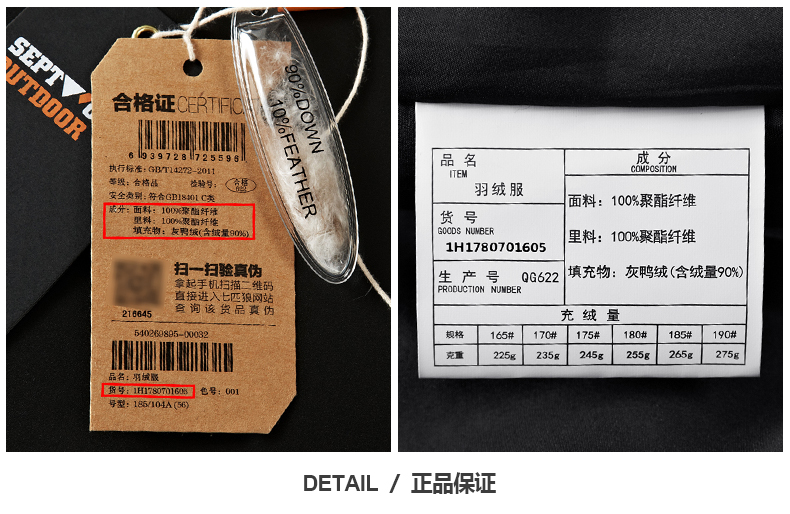 SEPT
OUTDOOR
合格证 CERTIFIC
6 939728 725596
执行标准: GB/T14272-2011
等级: 合格品 检验号: 合格
安全类别: 符合GB18401 C类
成分: 面料: 100%聚酯纤维
里料: 100%聚酯纤维
填充物: 灰鸭绒(含绒量90%)
扫一扫验真伪
拿起手机扫描二维码
直接进入七匹狼网站
查询该货品真伪
216645
540269895-00032
品名: 羽绒服
货号: 1H1780701605 色号: 001
号型: 185/104A(56)
90%DOWN
10%FEATHER
品名
ITEM
羽绒服
货号
GOODS NUMBER
1H1780701605
生产号 QG622
PRODUCTION NUMBER
成分
COMPOSITION
面料: 100%聚酯纤维
里料: 100%聚酯纤维
填充物: 灰鸭绒(含绒量90%)
充绒量
规格 165# 170# 175# 180# 185# 190#
克重 225g 235g 245g 255g 265g 275g
DETAIL / 正品保证